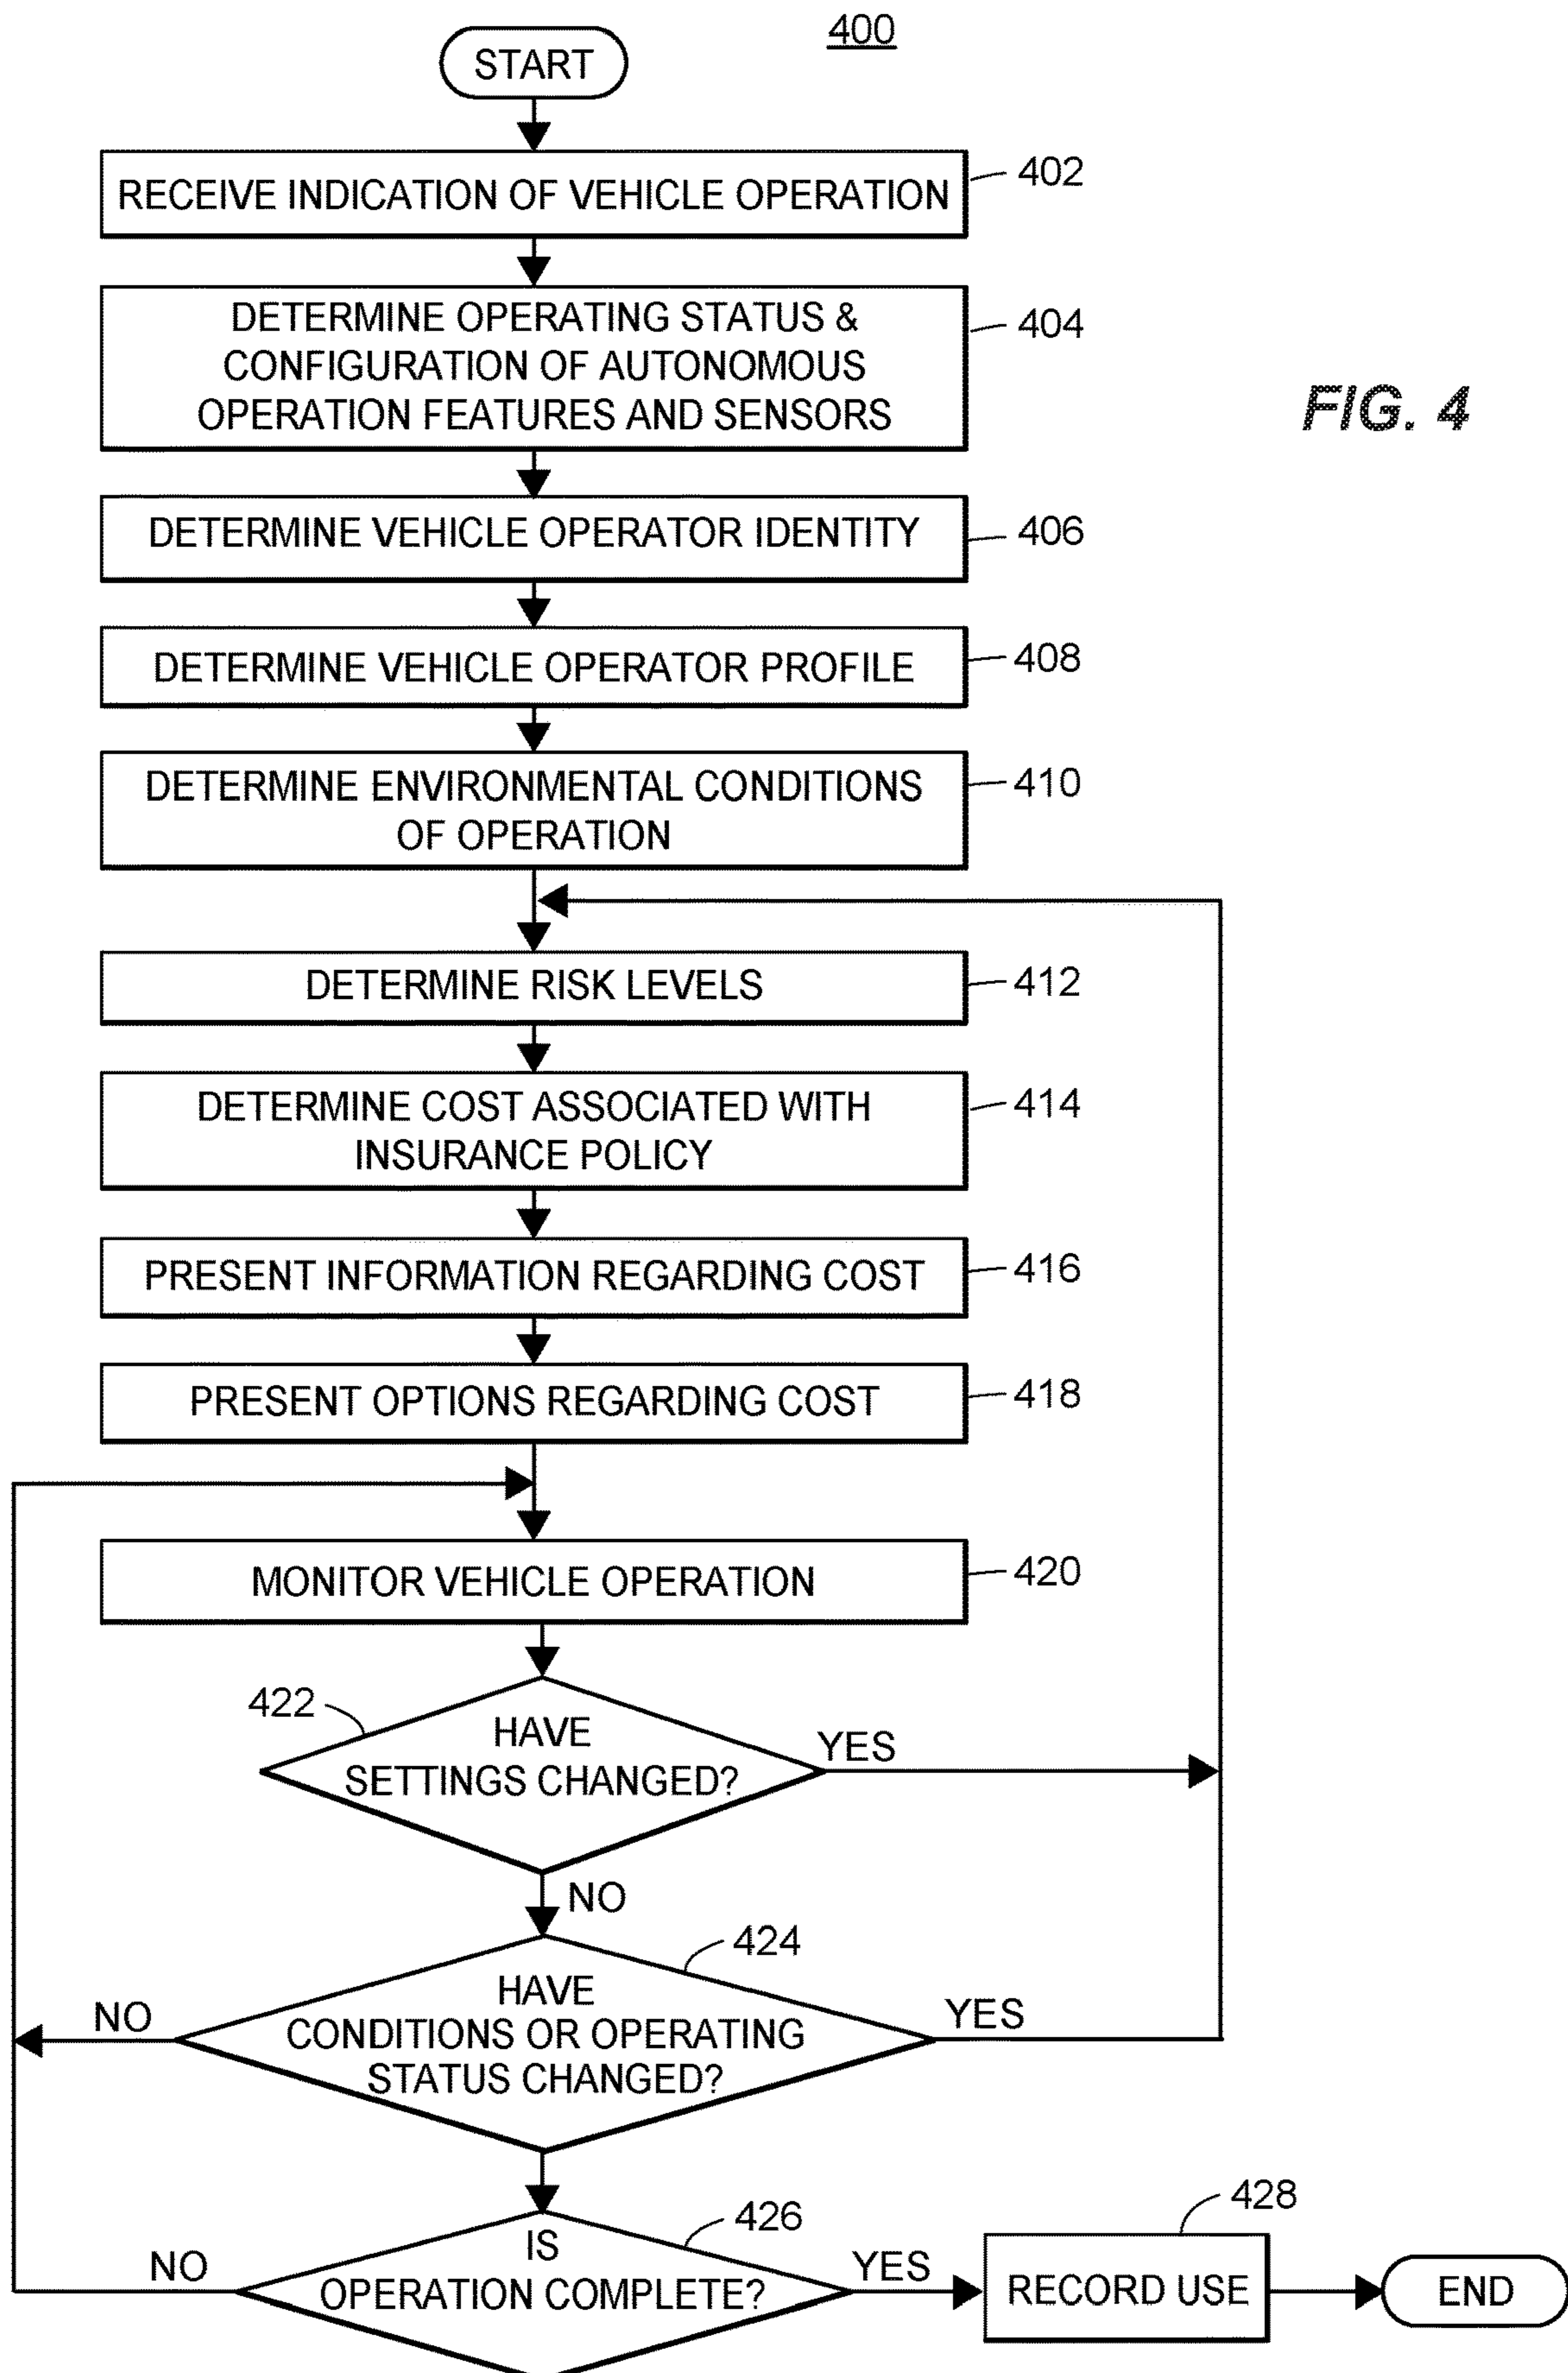 400
START
RECEIVE INDICATION OF VEHICLE OPERATION
402
DETERMINE OPERATING STATUS &
CONFIGURATION OF AUTONOMOUS
OPERATION FEATURES AND SENSORS
404
FIG. 4
DETERMINE VEHICLE OPERATOR IDENTITY
406
DETERMINE VEHICLE OPERATOR PROFILE
408
DETERMINE ENVIRONMENTAL CONDITIONS
OF OPERATION
410
DETERMINE RISK LEVELS
412
DETERMINE COST ASSOCIATED WITH
INSURANCE POLICY
414
PRESENT INFORMATION REGARDING COST
416
PRESENT OPTIONS REGARDING COST
418
MONITOR VEHICLE OPERATION
420
422
HAVE
SETTINGS CHANGED?
YES
NO
424
HAVE
CONDITIONS OR OPERATING
STATUS CHANGED?
NO
YES
426
IS
OPERATION COMPLETE?
NO
YES
428
RECORD USE
END